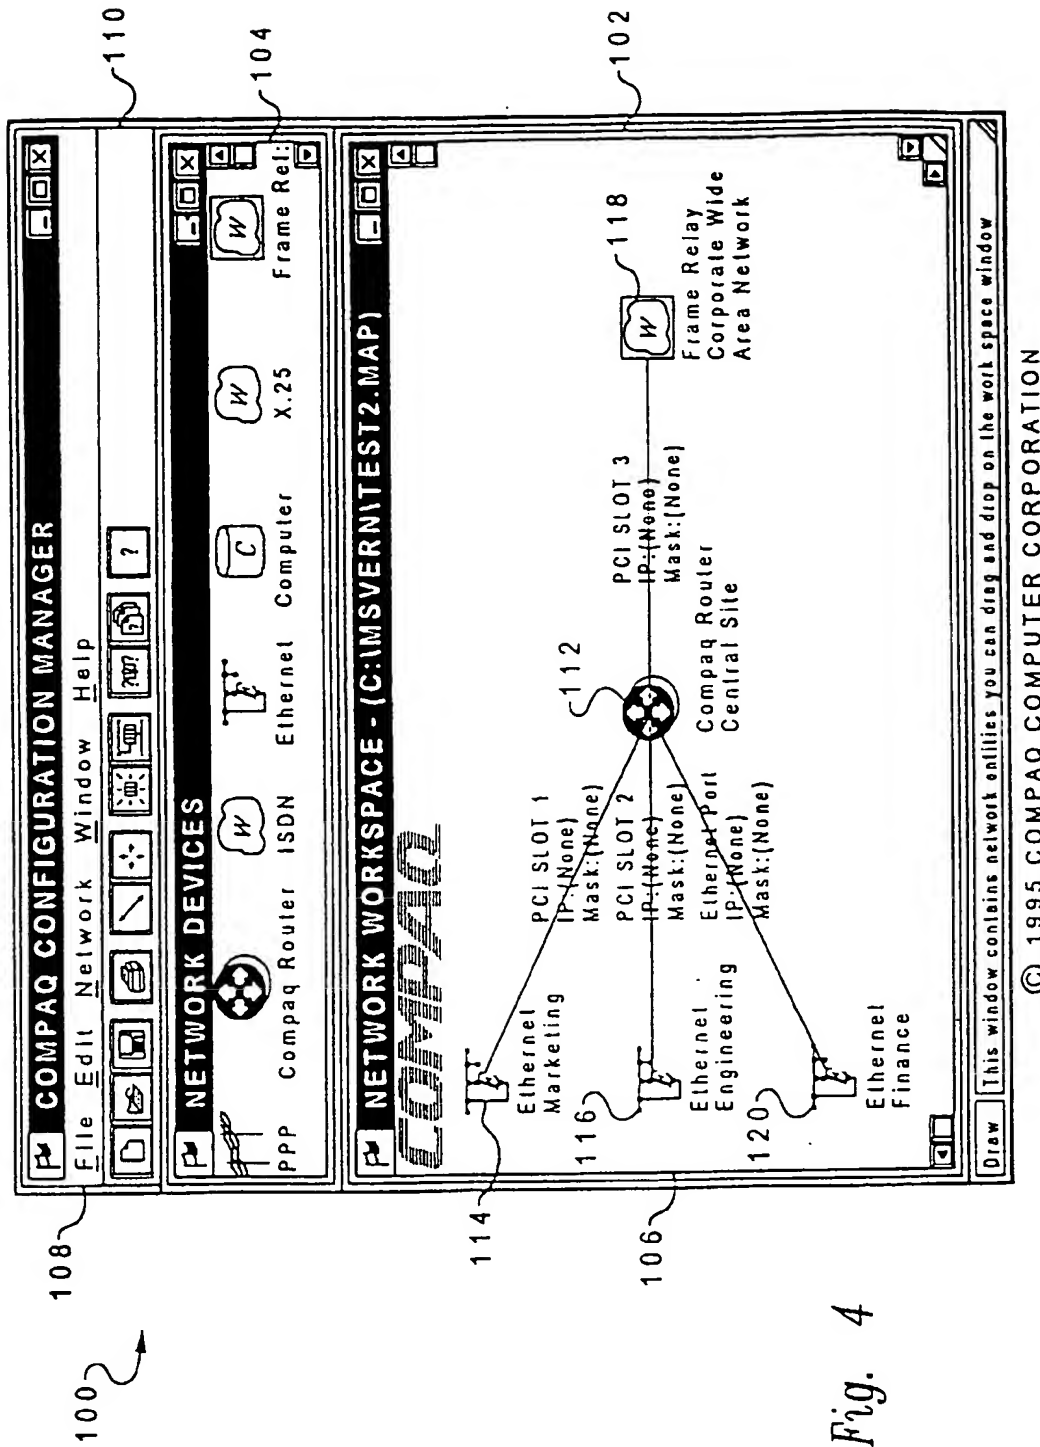 100
108
110
COMPAQ CONFIGURATION MANAGER
File Edit Network Window Help
?
104
NETWORK DEVICES
PPP Compaq Router ISDN Ethernet Computer X.25 Frame Rel:
W
E
C
W
W
102
NETWORK WORKSPACE - (C:\MSVERN\TEST2.MAP)
COMPAQ
114
Ethernet
Marketing
PCI SLOT 1
IP:(None)
Mask:(None)
116
Ethernet
Engineering
PCI SLOT 2
IP:(None)
Mask:(None)
112
Compaq Router
Central Site
PCI SLOT 3
IP:(None)
Mask:(None)
118
W
Frame Relay
Corporate Wide
Area Network
120
Ethernet
Finance
Ethernet Port
IP:(None)
Mask:(None)
106
Draw This window contains network entities you can drag and drop on the work space window
© 1995 COMPAQ COMPUTER CORPORATION
Fig. 4